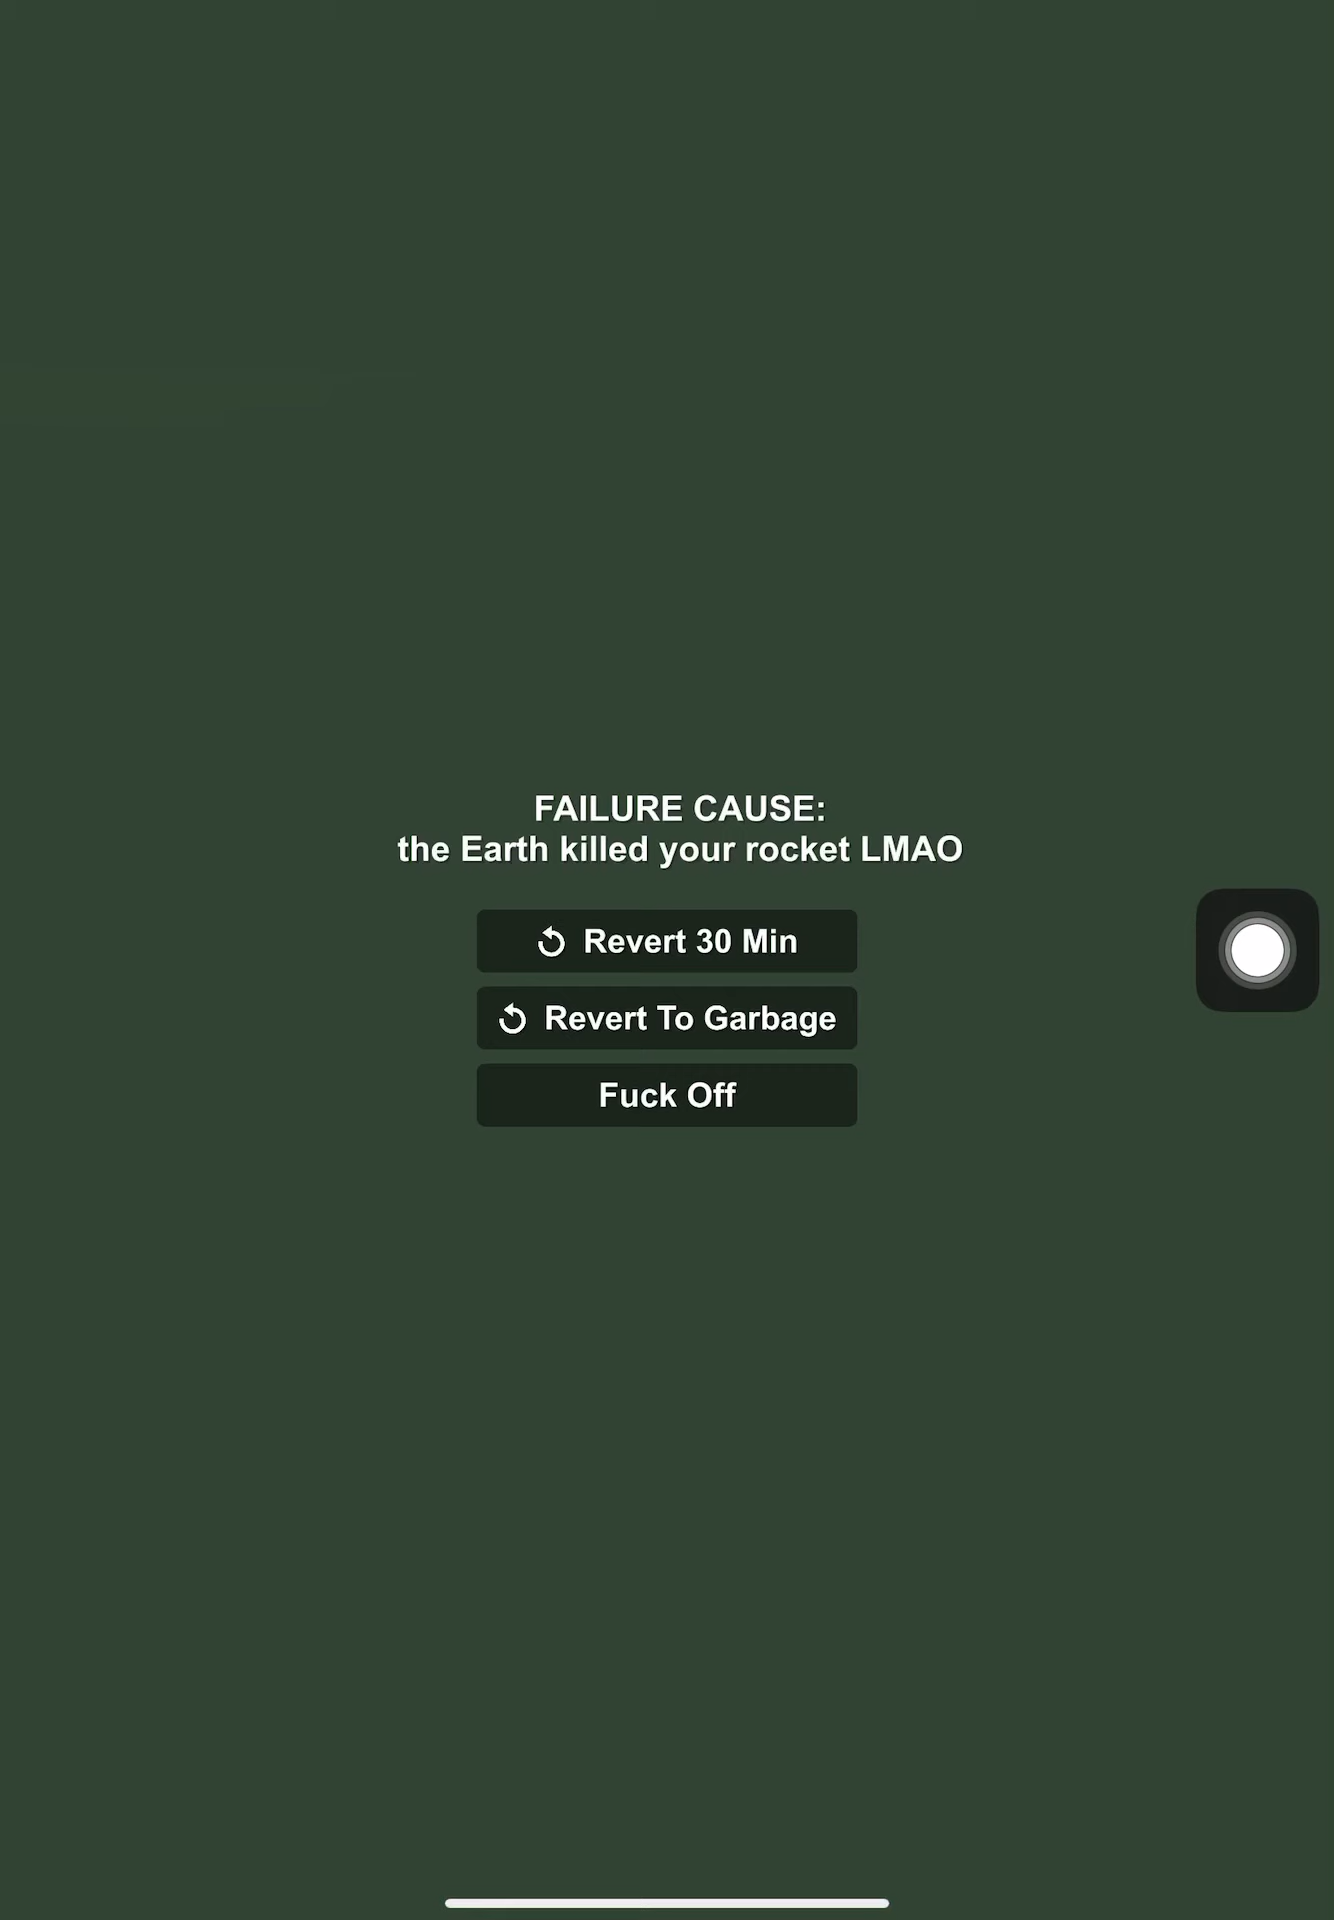 FAILURE CAUSE:
the Earth killed your rocket LMAO
Revert 30 Min
Revert To Garbage
Fuck Off